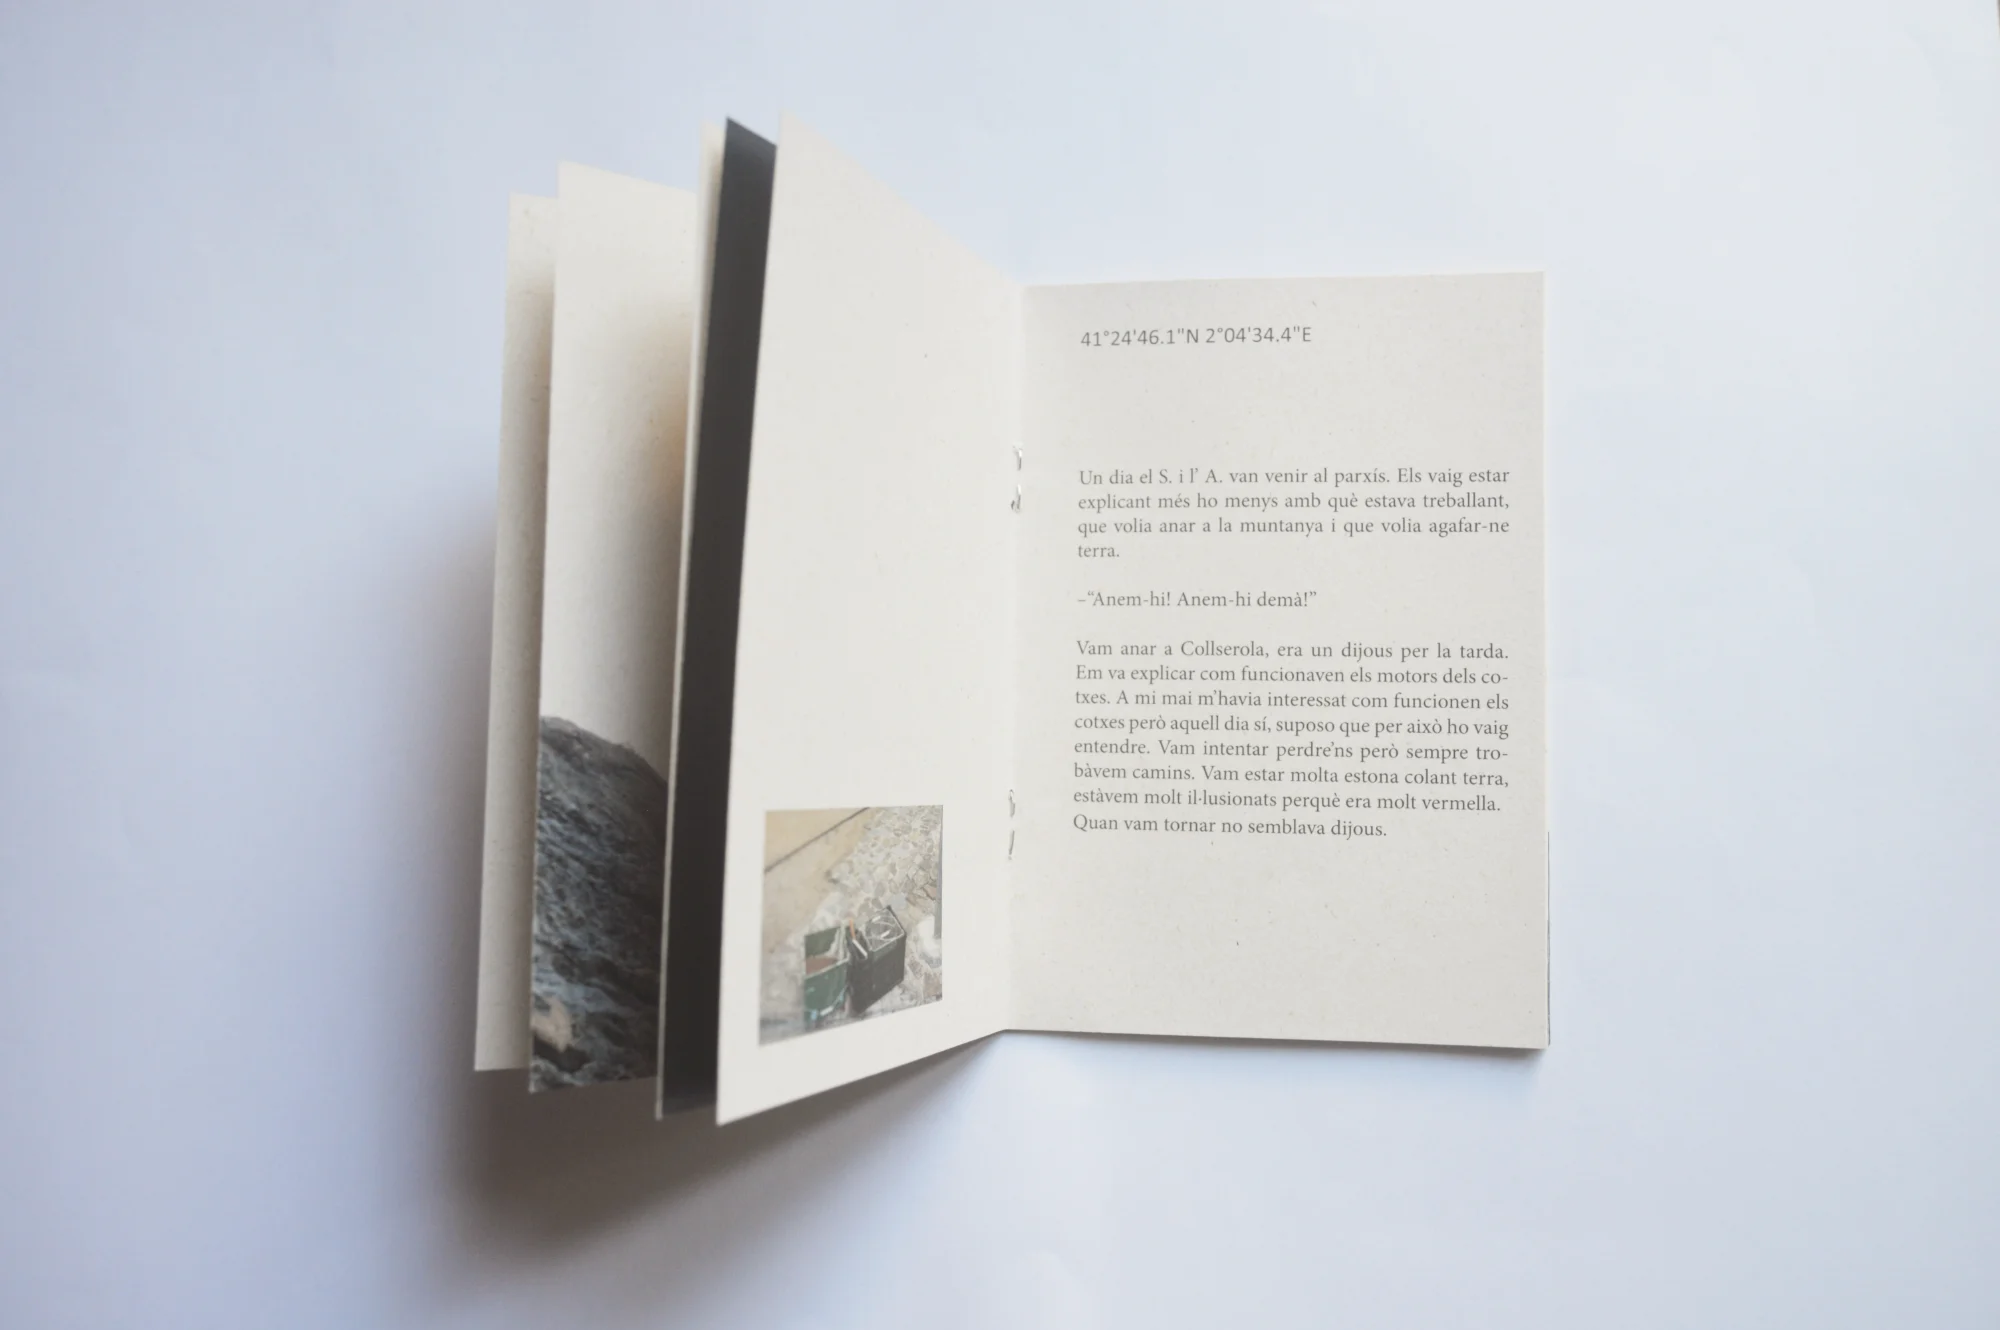 41°24'46.1"N 2°04'34.4"E
Un dia el S. i l’ A. van venir al parxís. Els vaig estar
explicant més ho menys amb què estava treballant,
que volia anar a la muntanya i que volia agafar-ne
terra.
–“Anem-hi! Anem-hi demà!”
Vam anar a Collserola, era un dijous per la tarda.
Em va explicar com funcionaven els motors dels co-
txes. A mi mai m’havia interessat com funcionen els
cotxes però aquell dia sí, suposo que per això ho vaig
entendre. Vam intentar perdre’ns però sempre tro-
bàvem camins. Vam estar molta estona colant terra,
estàvem molt il·lusionats perquè era molt vermella.
Quan vam tornar no semblava dijous.